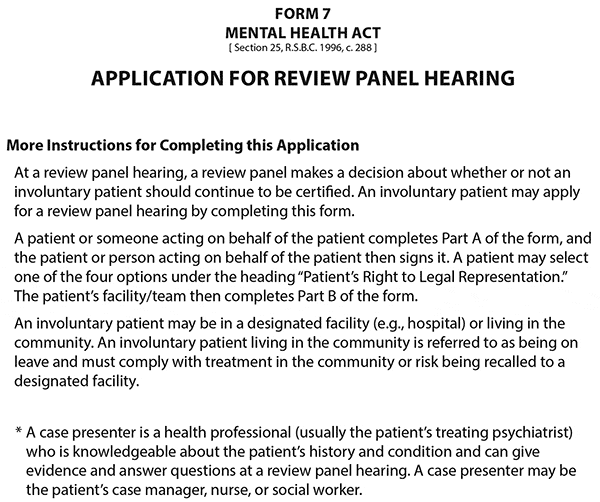 FORM 7
MENTAL HEALTH ACT
[ Section 25, R.S.B.C. 1996, c. 288 ]
APPLICATION FOR REVIEW PANEL HEARING
More Instructions for Completing this Application
At a review panel hearing, a review panel makes a decision about whether or not an
involuntary patient should continue to be certified. An involuntary patient may apply
for a review panel hearing by completing this form.
A patient or someone acting on behalf of the patient completes Part A of the form, and
the patient or person acting on behalf of the patient then signs it. A patient may select
one of the four options under the heading “Patient’s Right to Legal Representation.”
The patient’s facility/team then completes Part B of the form.
An involuntary patient may be in a designated facility (e.g., hospital) or living in the
community. An involuntary patient living in the community is referred to as being on
leave and must comply with treatment in the community or risk being recalled to a
designated facility.
* A case presenter is a health professional (usually the patient’s treating psychiatrist)
who is knowledgeable about the patient’s history and condition and can give
evidence and answer questions at a review panel hearing. A case presenter may be
the patient’s case manager, nurse, or social worker.